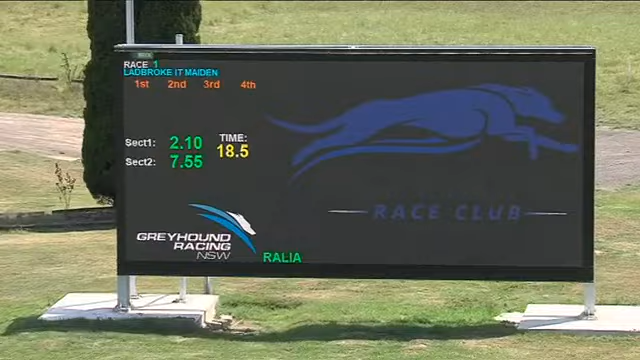 RACE 1
LADBROKE IT MAIDEN
1st 2nd 3rd 4th
Sect1: 2.10 TIME:
Sect2: 7.55 18.5
RACE CLUB
GREYHOUND
RACING
NSW
RALIA